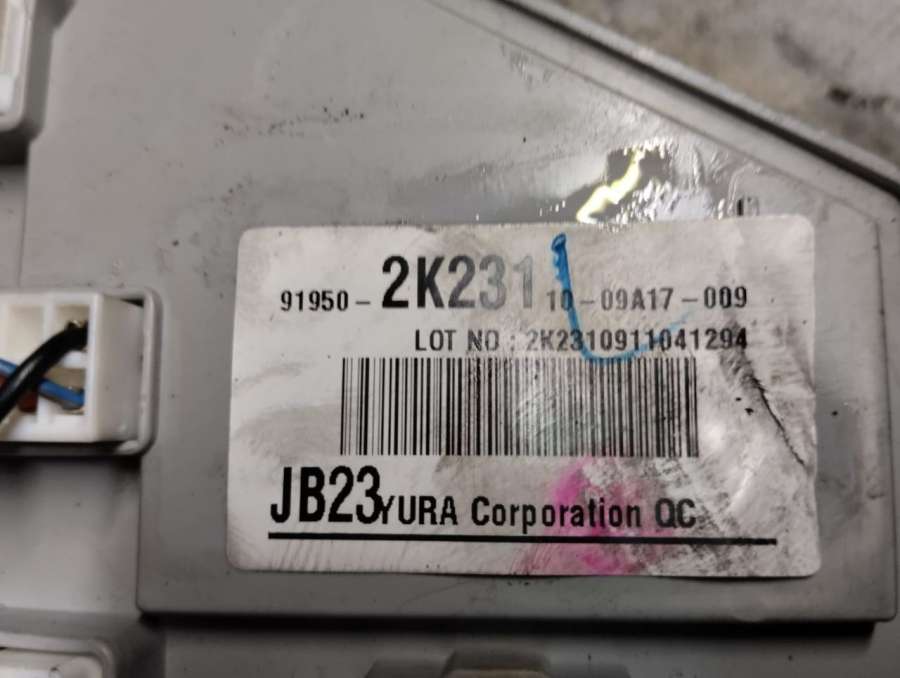 91950-2K231 10-09A17-009
LOT NO : 2K2310911041294
JB23 YURA Corporation QC